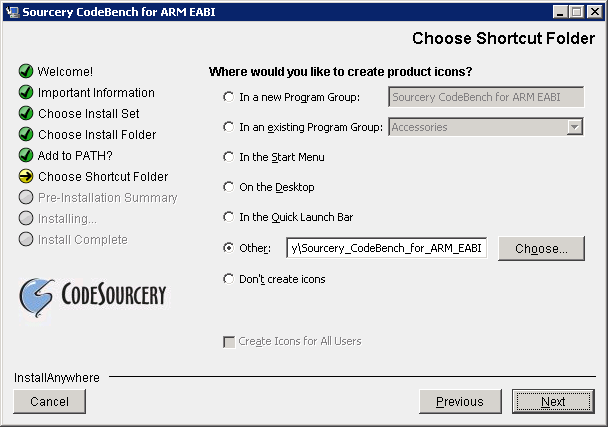 Sourcery CodeBench for ARM EABI
Choose Shortcut Folder
Welcome!
Important Information
Choose Install Set
Choose Install Folder
Add to PATH?
Choose Shortcut Folder
Pre-Installation Summary
Installing...
Install Complete
CODESOURCERY
Where would you like to create product icons?
In a new Program Group:
Sourcery CodeBench for ARM EABI
In an existing Program Group:
Accessories
In the Start Menu
On the Desktop
In the Quick Launch Bar
Other:
y\Sourcery_CodeBench_for_ARM_EABI
Choose...
Don't create icons
Create Icons for All Users
InstallAnywhere
Cancel
Previous
Next